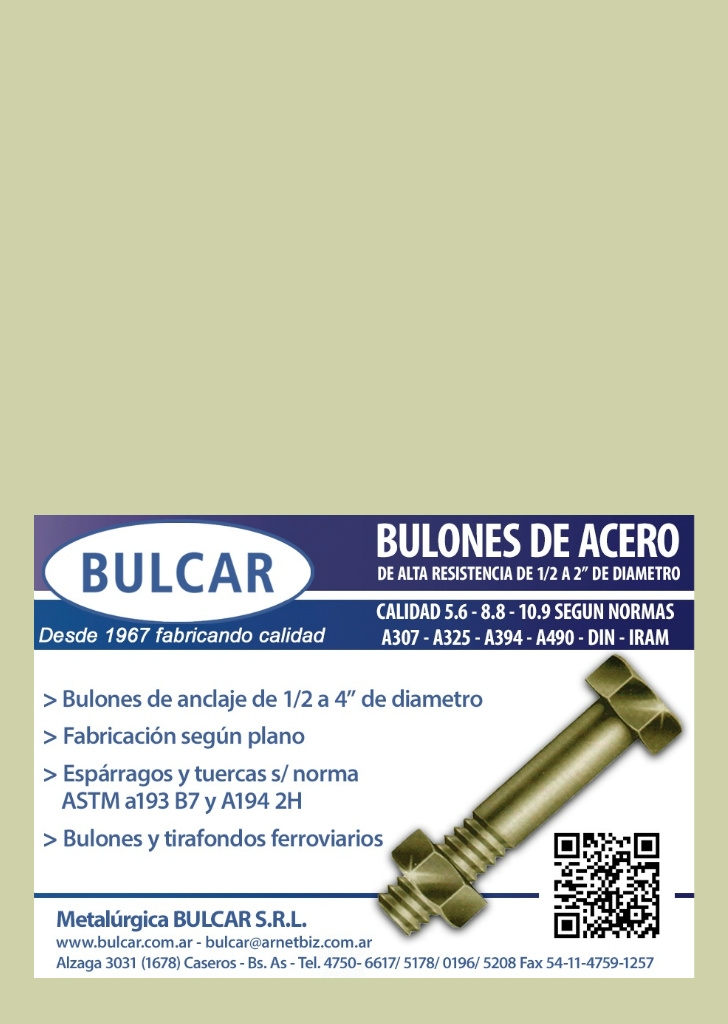 BULCAR
Desde 1967 fabricando calidad
BULONES DE ACERO
DE ALTA RESISTENCIA DE 1/2 A 2” DE DIAMETRO
CALIDAD 5.6 - 8.8 - 10.9 SEGUN NORMAS
A307 - A325 - A394 - A490 - DIN - IRAM
> Bulones de anclaje de 1/2 a 4” de diametro
> Fabricación según plano
> Espárragos y tuercas s/ norma
ASTM a193 B7 y A194 2H
> Bulones y tirafondos ferroviarios
Metalúrgica BULCAR S.R.L.
www.bulcar.com.ar - bulcar@arnetbiz.com.ar
Alzaga 3031 (1678) Caseros - Bs. As - Tel. 4750- 6617/ 5178/ 0196/ 5208 Fax 54-11-4759-1257